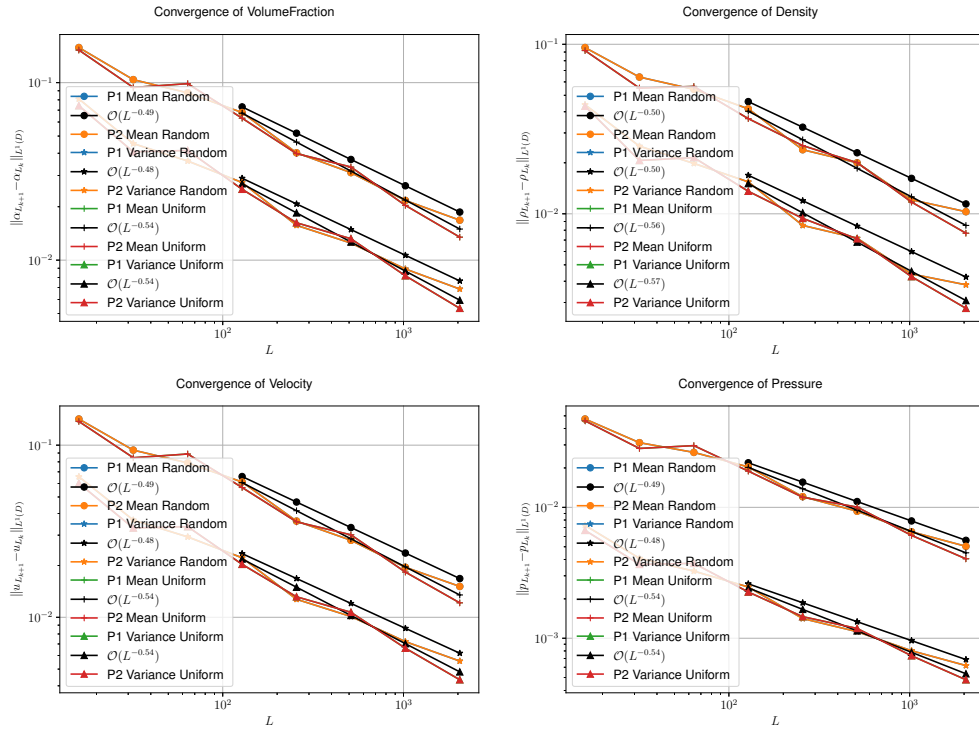 Convergence of VolumeFraction
10^{-1}
10^{-2}
||α_{L_{k+1}} − α_{L_k}||_{L^1(D)}
P1 Mean Random
𝒪(L^{-0.49})
P2 Mean Random
P1 Variance Random
𝒪(L^{-0.48})
P2 Variance Random
P1 Mean Uniform
𝒪(L^{-0.54})
P2 Mean Uniform
P1 Variance Uniform
𝒪(L^{-0.54})
P2 Variance Uniform
10^2
10^3
L
Convergence of Density
10^{-1}
10^{-2}
||ρ_{L_{k+1}} − ρ_{L_k}||_{L^1(D)}
P1 Mean Random
𝒪(L^{-0.50})
P2 Mean Random
P1 Variance Random
𝒪(L^{-0.50})
P2 Variance Random
P1 Mean Uniform
𝒪(L^{-0.56})
P2 Mean Uniform
P1 Variance Uniform
𝒪(L^{-0.57})
P2 Variance Uniform
10^2
10^3
L
Convergence of Velocity
10^{-1}
10^{-2}
||u_{L_{k+1}} − u_{L_k}||_{L^1(D)}
P1 Mean Random
𝒪(L^{-0.49})
P2 Mean Random
P1 Variance Random
𝒪(L^{-0.48})
P2 Variance Random
P1 Mean Uniform
𝒪(L^{-0.54})
P2 Mean Uniform
P1 Variance Uniform
𝒪(L^{-0.54})
P2 Variance Uniform
10^2
10^3
L
Convergence of Pressure
10^{-2}
10^{-3}
||p_{L_{k+1}} − p_{L_k}||_{L^1(D)}
P1 Mean Random
𝒪(L^{-0.49})
P2 Mean Random
P1 Variance Random
𝒪(L^{-0.48})
P2 Variance Random
P1 Mean Uniform
𝒪(L^{-0.54})
P2 Mean Uniform
P1 Variance Uniform
𝒪(L^{-0.54})
P2 Variance Uniform
10^2
10^3
L